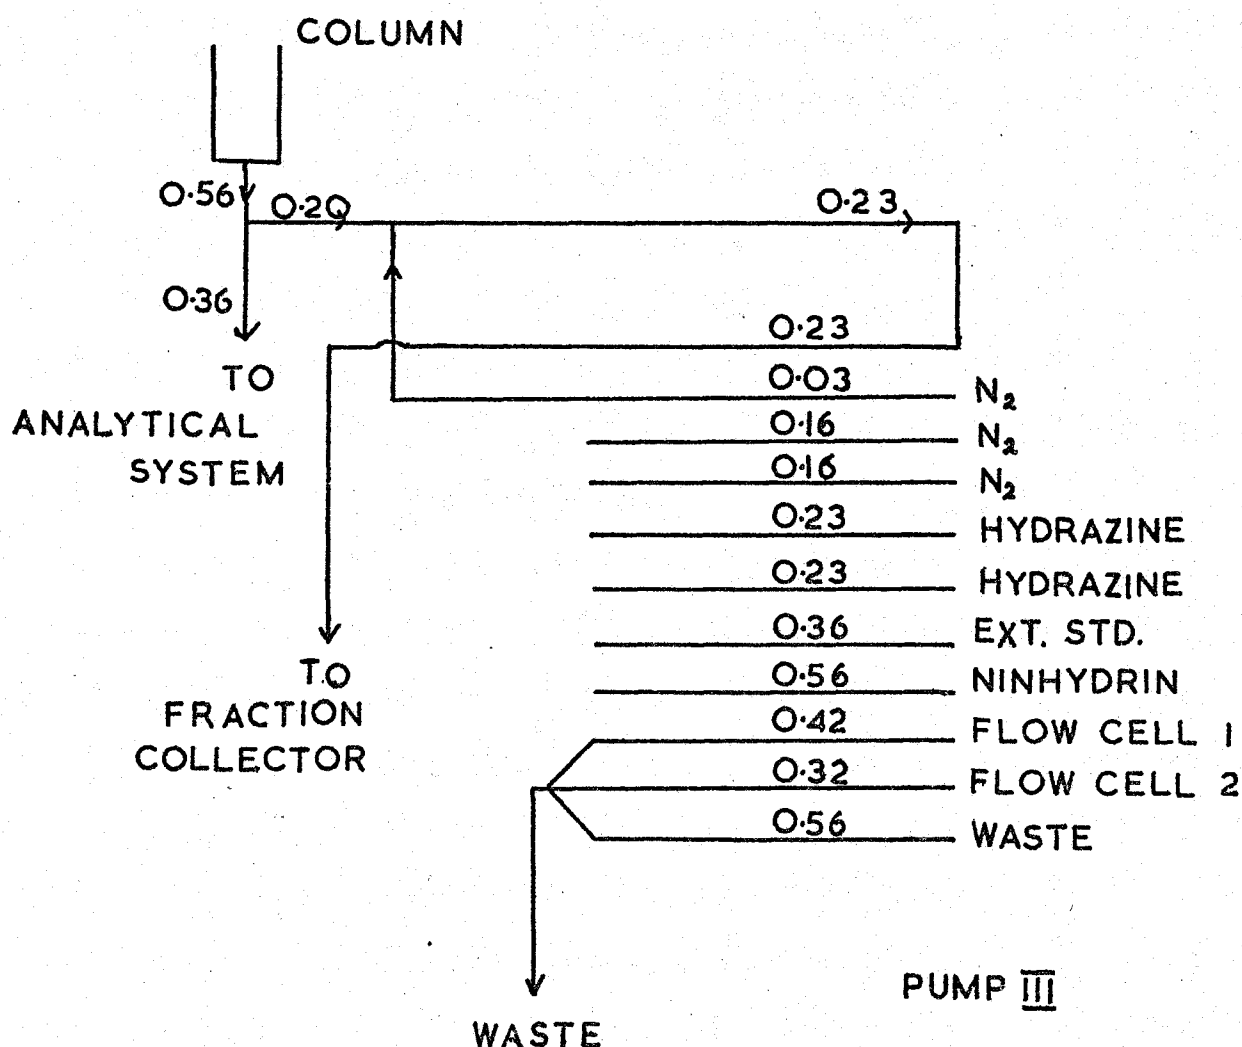 COLUMN
0.56
0.20
0.23
0.36
0.23
TO
ANALYTICAL
SYSTEM
0.03 N₂
0.16 N₂
0.16 N₂
0.23 HYDRAZINE
0.23 HYDRAZINE
0.36 EXT. STD.
0.56 NINHYDRIN
TO
FRACTION
COLLECTOR
0.42 FLOW CELL 1
0.32 FLOW CELL 2
0.56 WASTE
PUMP III
WASTE